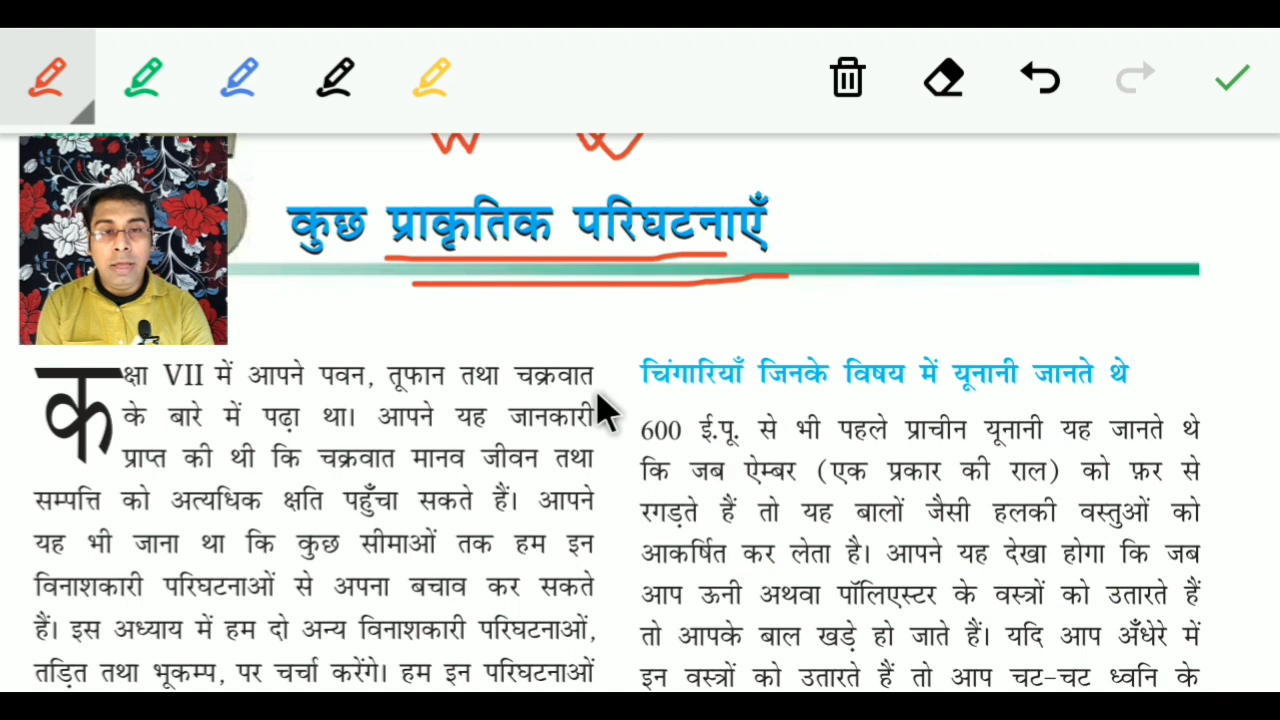 कुछ प्राकृतिक परिघटनाएँ
कक्षा VII में आपने पवन, तूफान तथा चक्रवात
के बारे में पढ़ा था। आपने यह जानकारी
प्राप्त की थी कि चक्रवात मानव जीवन तथा
सम्पत्ति को अत्यधिक क्षति पहुँचा सकते हैं। आपने
यह भी जाना था कि कुछ सीमाओं तक हम इन
विनाशकारी परिघटनाओं से अपना बचाव कर सकते
हैं। इस अध्याय में हम दो अन्य विनाशकारी परिघटनाओं,
तड़ित तथा भूकम्प, पर चर्चा करेंगे। हम इन परिघटनाओं
चिंगारियाँ जिनके विषय में यूनानी जानते थे
600 ई.पू. से भी पहले प्राचीन यूनानी यह जानते थे
कि जब ऐम्बर (एक प्रकार की राल) को फ़र से
रगड़ते हैं तो यह बालों जैसी हलकी वस्तुओं को
आकर्षित कर लेता है। आपने यह देखा होगा कि जब
आप ऊनी अथवा पॉलिएस्टर के वस्त्रों को उतारते हैं
तो आपके बाल खड़े हो जाते हैं। यदि आप अँधेरे में
इन वस्त्रों को उतारते हैं तो आप चट-चट ध्वनि के